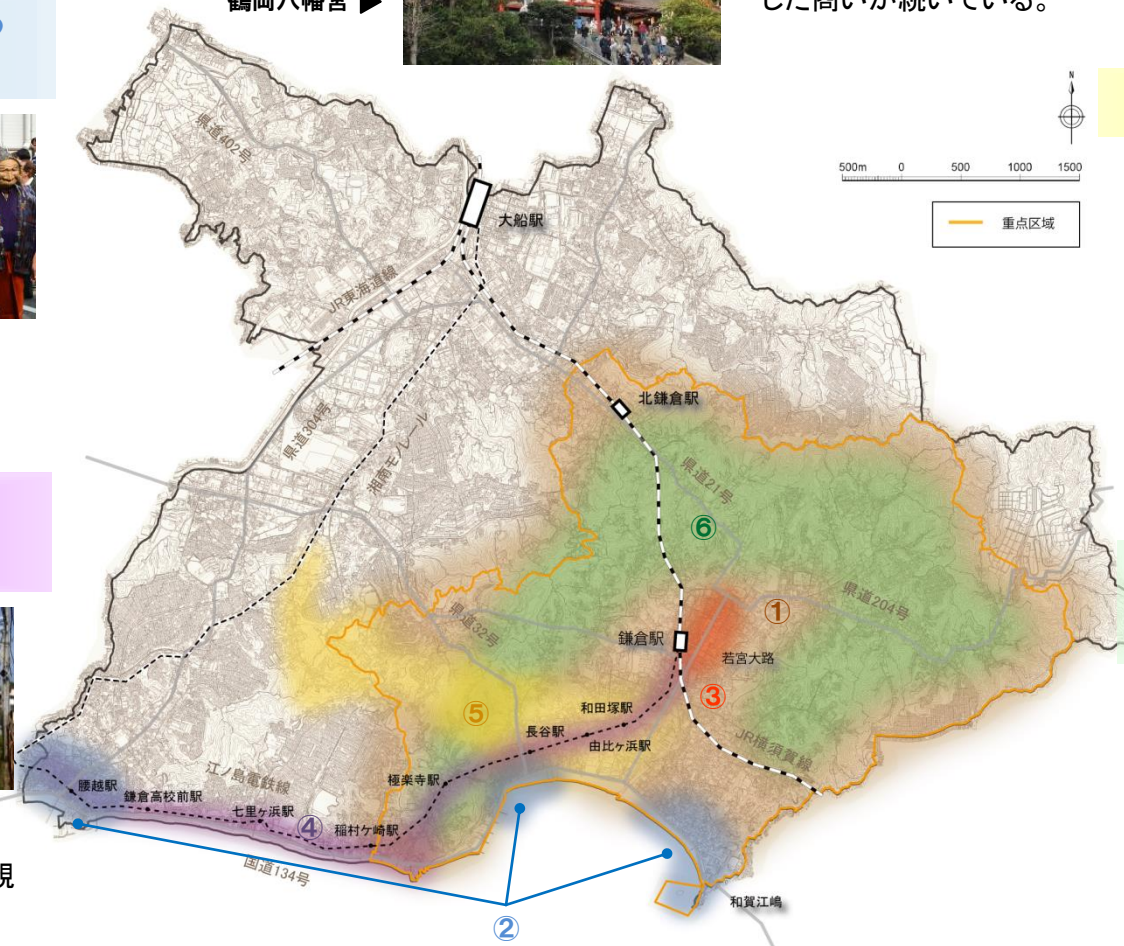 鶴岡八幡宮 ▶
した商いが続いている。
N
500m 0 500 1000 1500
重点区域
県道402号
大船駅
JR東海道線
北鎌倉駅
県道304号
湘南モノレール
県道21号
⑥
県道32号
県道204号
①
鎌倉駅
若宮大路
③
⑤
和田塚駅
長谷駅
由比ヶ浜駅
JR横須賀線
極楽寺駅
江ノ島電鉄線
腰越駅
鎌倉高校前駅
七里ヶ浜駅
④
稲村ケ崎駅
国道134号
現
和賀江嶋
②